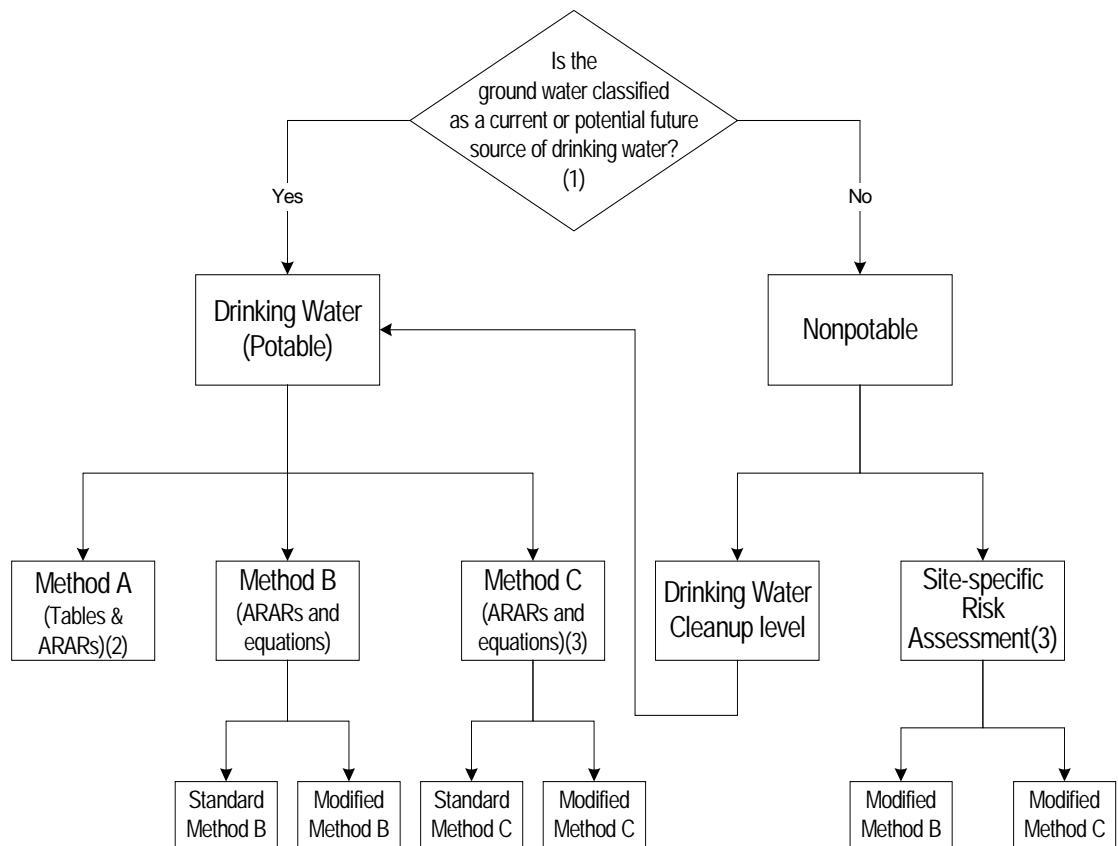 Is the
ground water classified
as a current or potential future
source of drinking water?
(1)
Yes
No
Drinking Water
(Potable)
Nonpotable
Method A
(Tables &
ARARs)(2)
Method B
(ARARs and
equations)
Method C
(ARARs and
equations)(3)
Drinking Water
Cleanup level
Site-specific
Risk
Assessment(3)
Standard
Method B
Modified
Method B
Standard
Method C
Modified
Method C
Modified
Method B
Modified
Method C